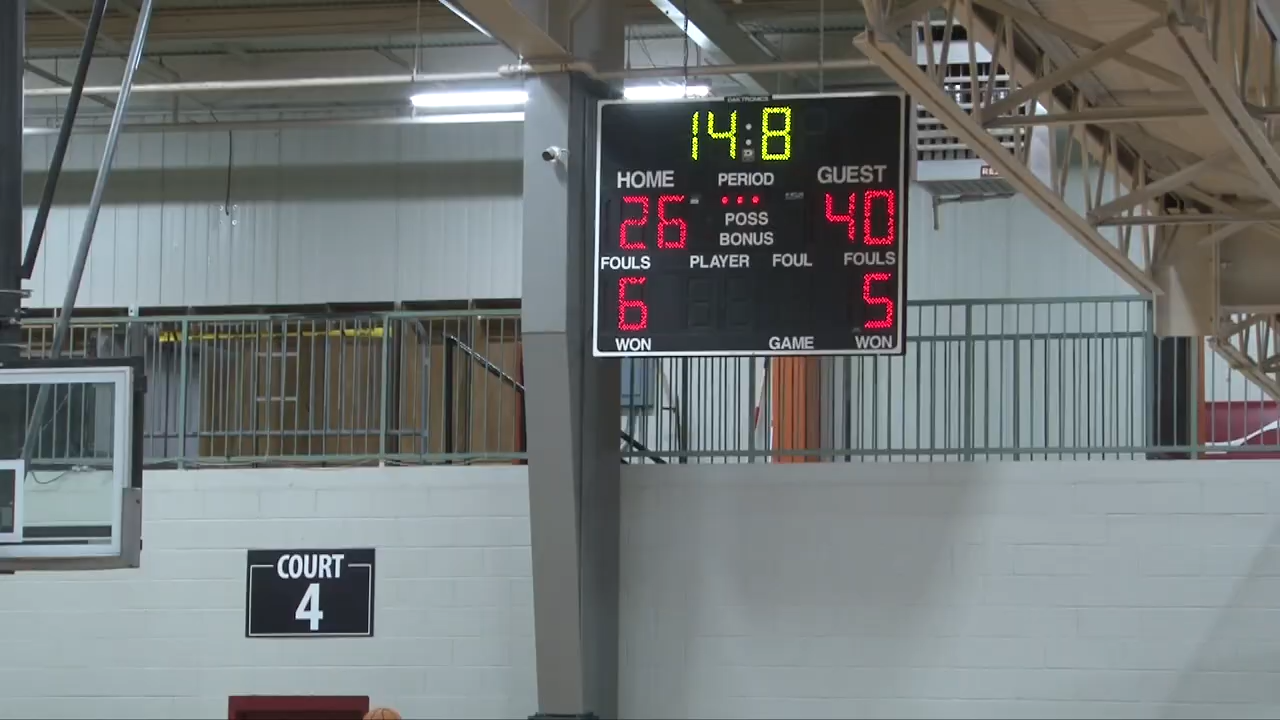 DAKTRONICS
14:8
HOME PERIOD GUEST
26 40
POSS
BONUS
FOULS PLAYER FOUL FOULS
6 5
WON GAME WON
COURT
4